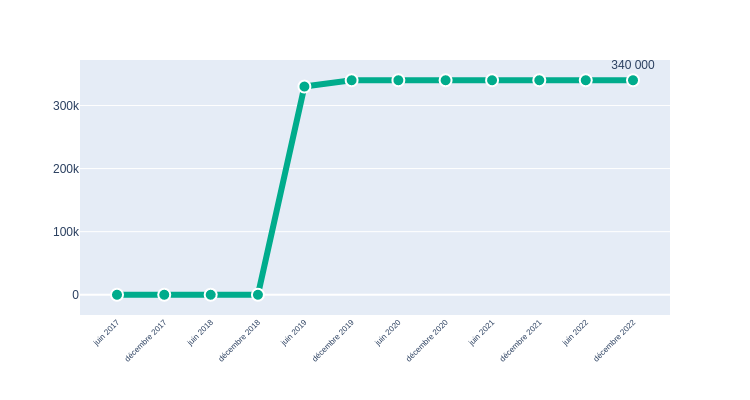 340 000
300k
200k
100k
0
juin 2017
décembre 2017
juin 2018
décembre 2018
juin 2019
décembre 2019
juin 2020
décembre 2020
juin 2021
décembre 2021
juin 2022
décembre 2022